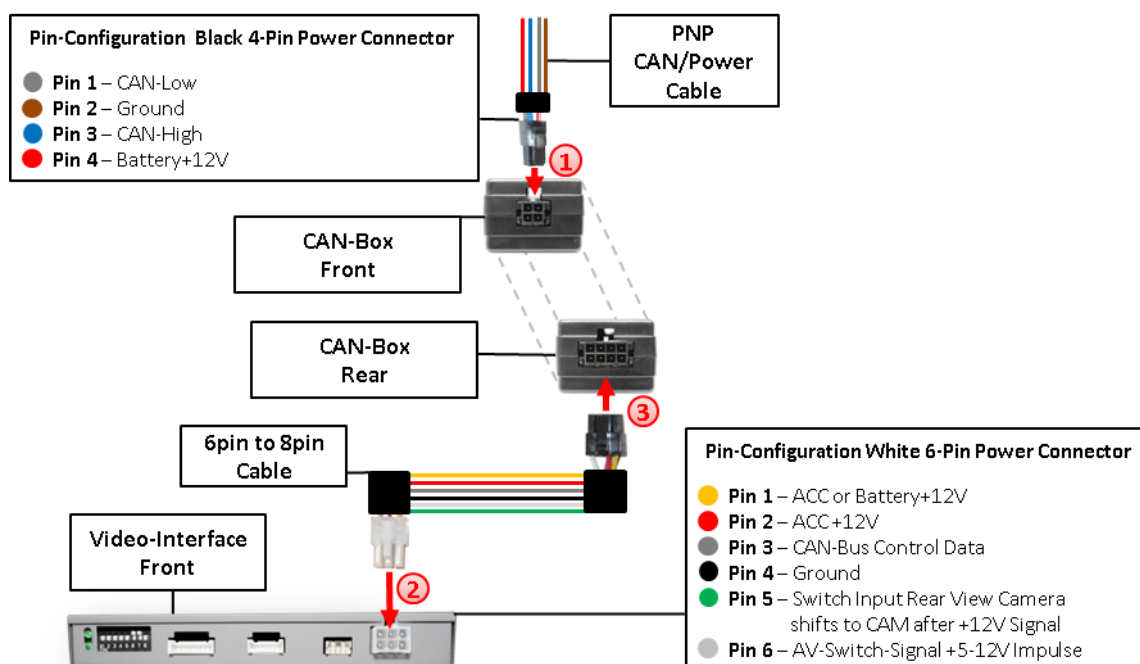 Pin-Configuration Black 4-Pin Power Connector
Pin 1 – CAN-Low
Pin 2 – Ground
Pin 3 – CAN-High
Pin 4 – Battery+12V
PNP
CAN/Power
Cable
1
CAN-Box
Front
CAN-Box
Rear
3
6pin to 8pin
Cable
Video-Interface
Front
2
Pin-Configuration White 6-Pin Power Connector
Pin 1 – ACC or Battery+12V
Pin 2 – ACC +12V
Pin 3 – CAN-Bus Control Data
Pin 4 – Ground
Pin 5 – Switch Input Rear View Camera
shifts to CAM after +12V Signal
Pin 6 – AV-Switch-Signal +5-12V Impulse